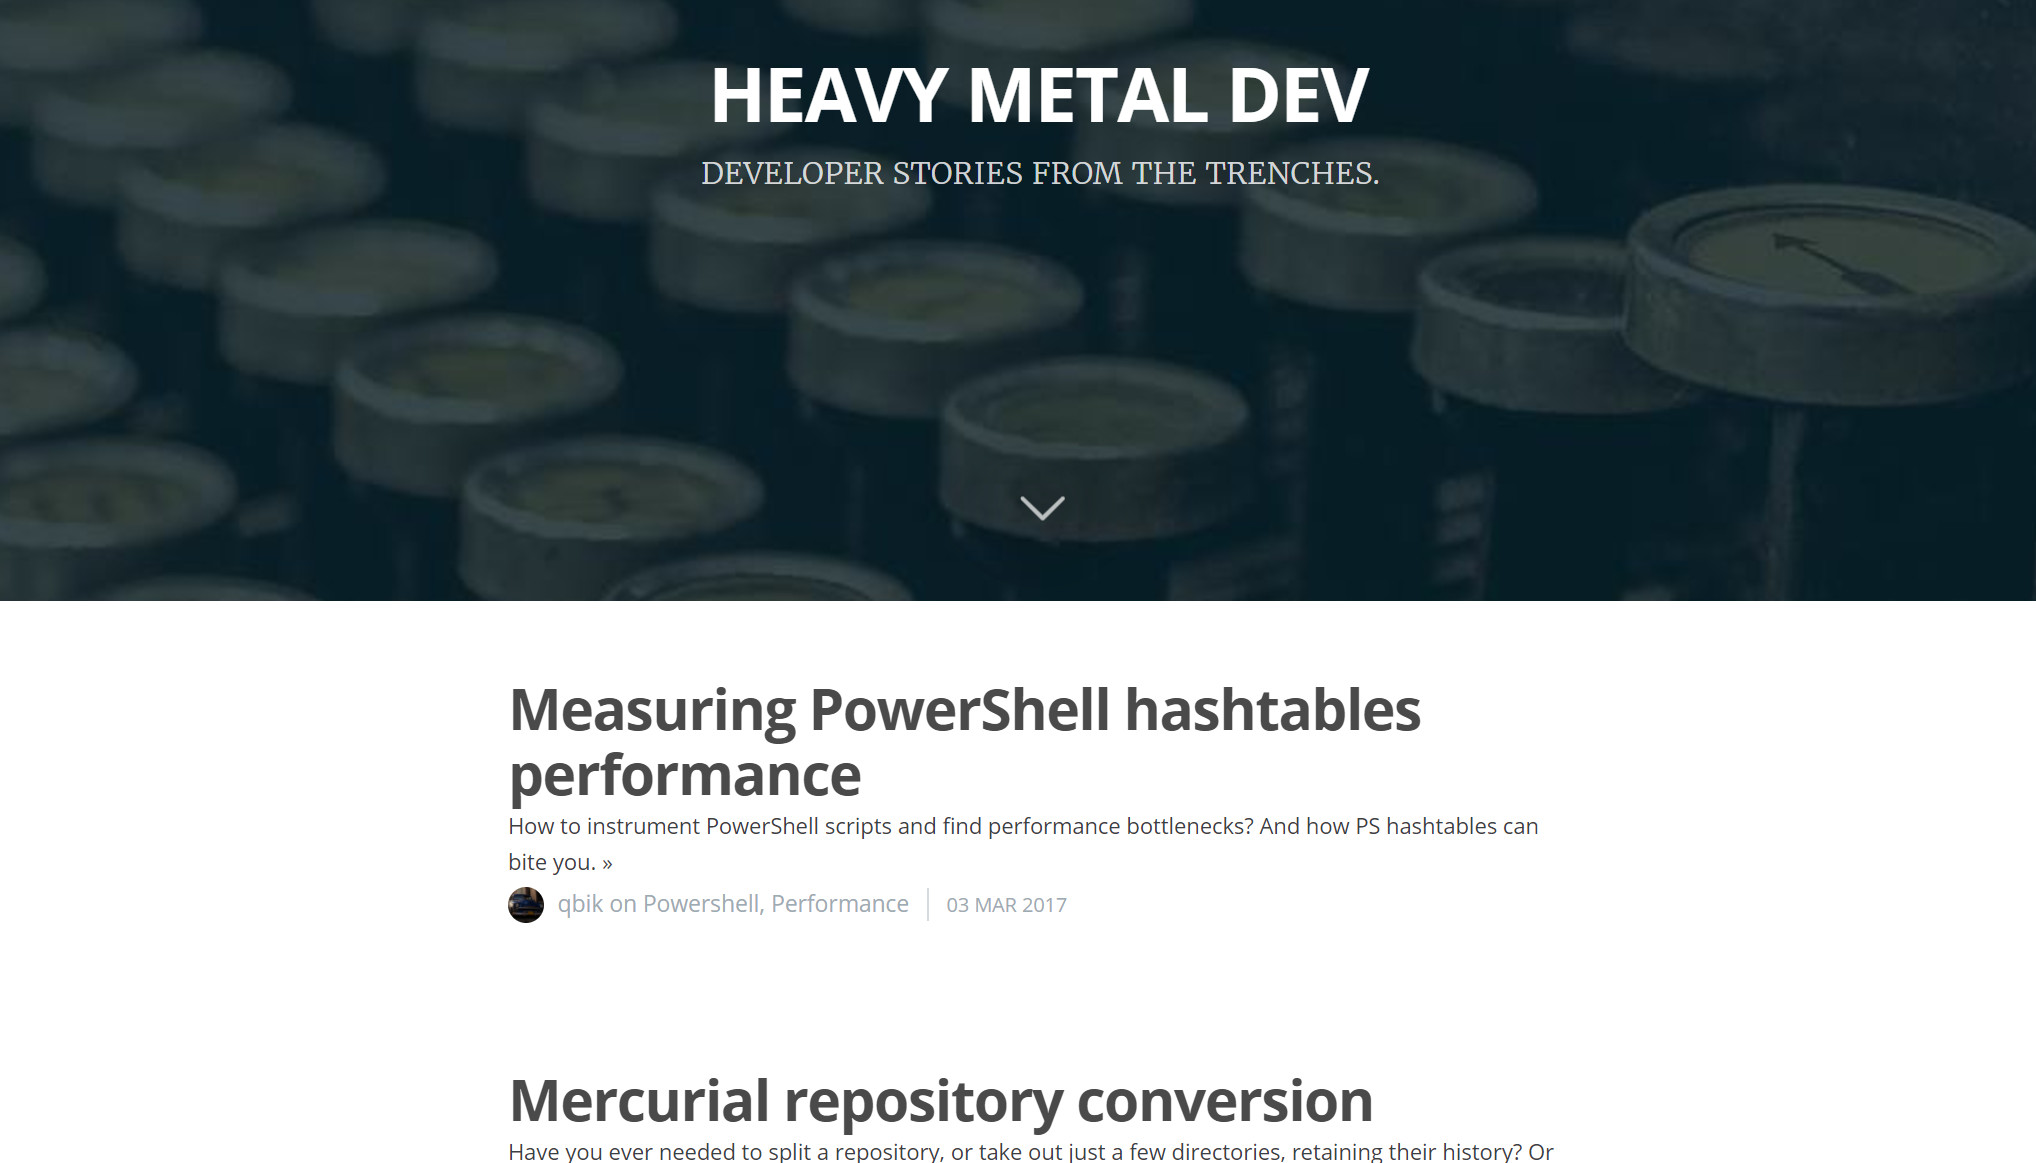 HEAVY METAL DEV
DEVELOPER STORIES FROM THE TRENCHES.
Measuring PowerShell hashtables
performance
How to instrument PowerShell scripts and find performance bottlenecks? And how PS hashtables can
bite you. »
qbik on Powershell, Performance 03 MAR 2017
Mercurial repository conversion
Have you ever needed to split a repository, or take out just a few directories, retaining their history? Or